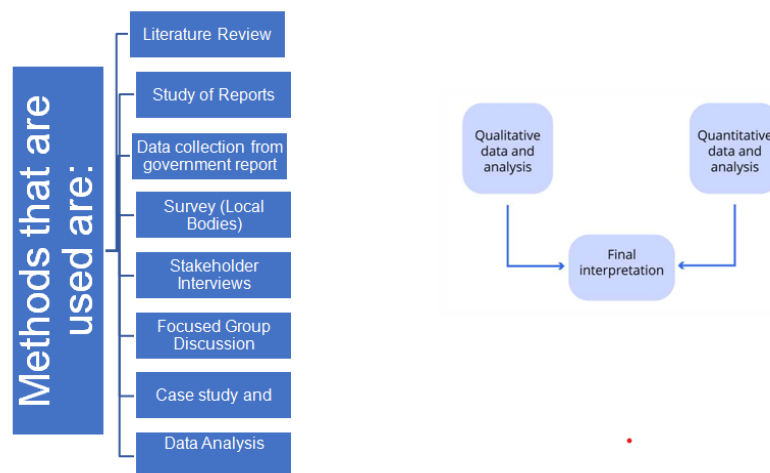 Methods that are
used are:
Literature Review
Study of Reports
Data collection from
government report
Survey (Local
Bodies)
Stakeholder
Interviews
Focused Group
Discussion
Case study and
Data Analysis
Qualitative
data and
analysis
Quantitative
data and
analysis
Final
interpretation